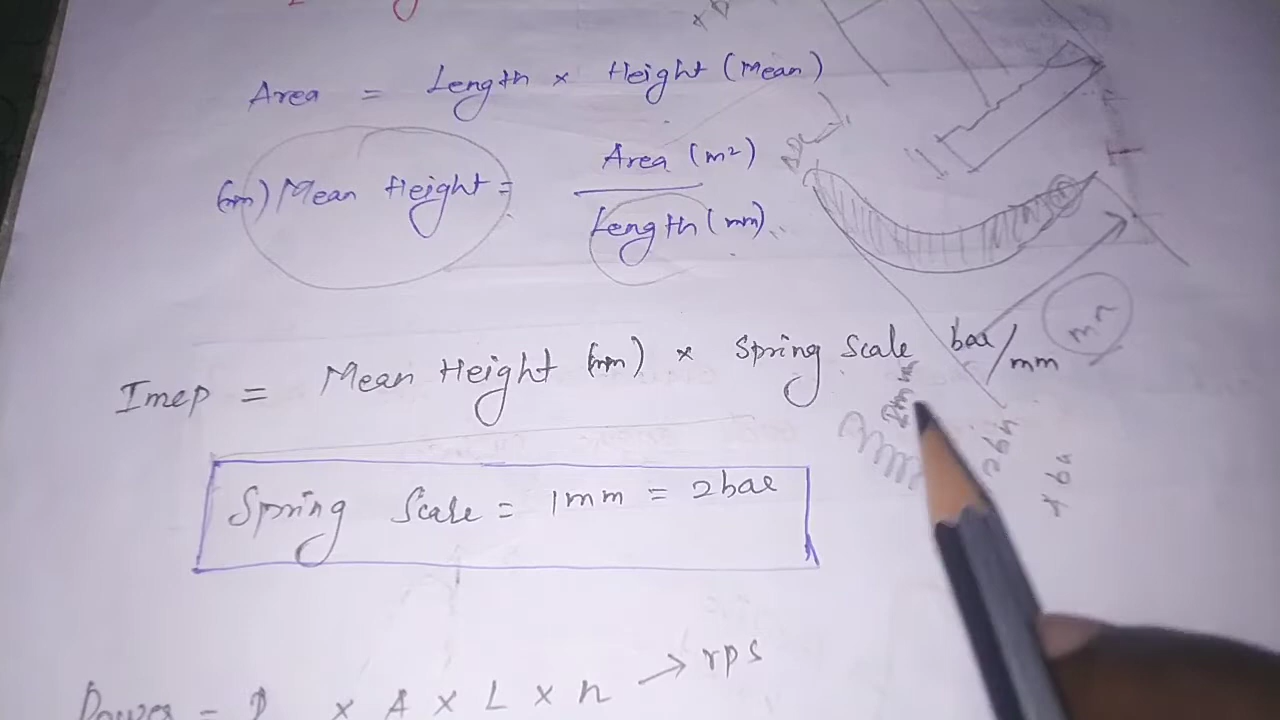 Area = Length x Height (Mean)
(mm) Mean Height = Area (m²)
Length (mm)
Imep = Mean Height (mm) x Spring Scale bar/mm
mm
Spring Scale = 1mm = 2bar
Power = P x A x L x n → rps